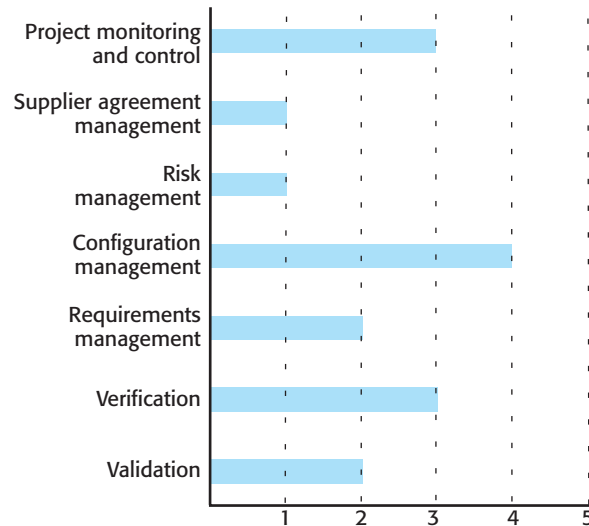 Project monitoring
and control
Supplier agreement
management
Risk
management
Configuration
management
Requirements
management
Verification
Validation
1 2 3 4 5